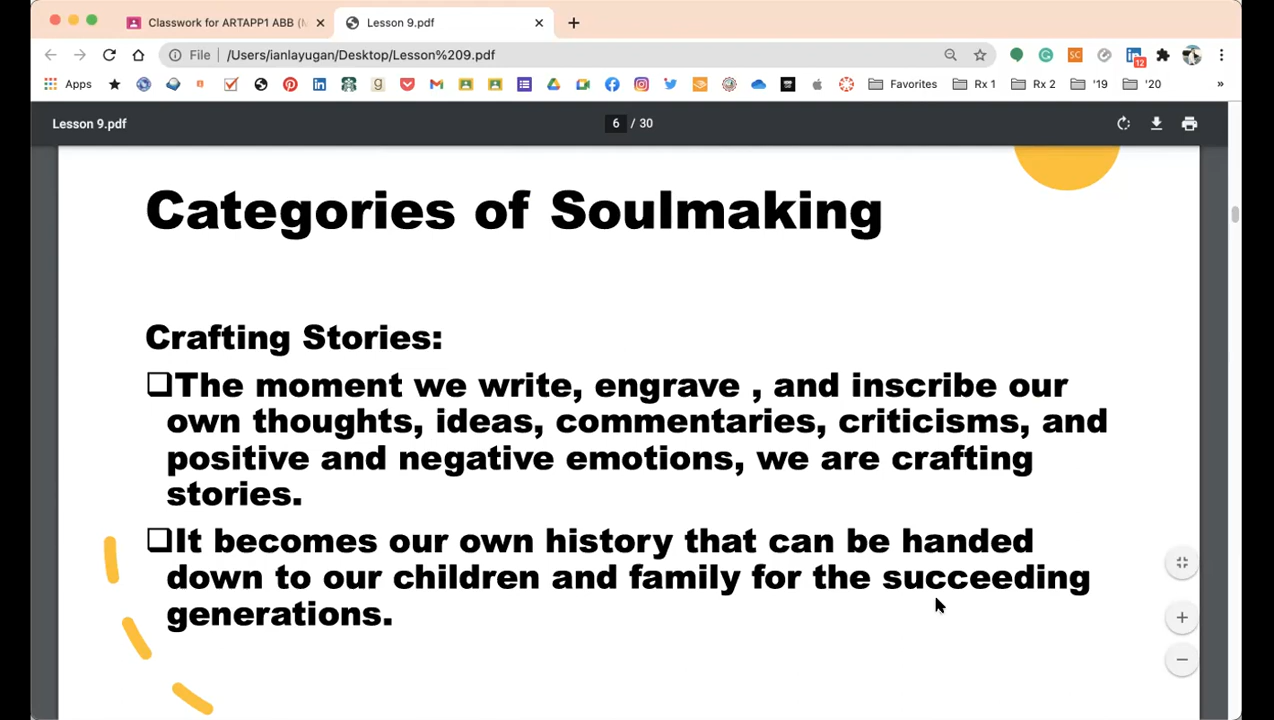 Classwork for ARTAPP1 ABB (
Lesson 9.pdf
File
/Users/ianlayugan/Desktop/Lesson%209.pdf
12
Apps
Favorites
Rx 1
Rx 2
'19
'20
»
Lesson 9.pdf
6 / 30
Categories of Soulmaking
Crafting Stories:
❑The moment we write, engrave , and inscribe our
own thoughts, ideas, commentaries, criticisms, and
positive and negative emotions, we are crafting
stories.
❑It becomes our own history that can be handed
down to our children and family for the succeeding
generations.